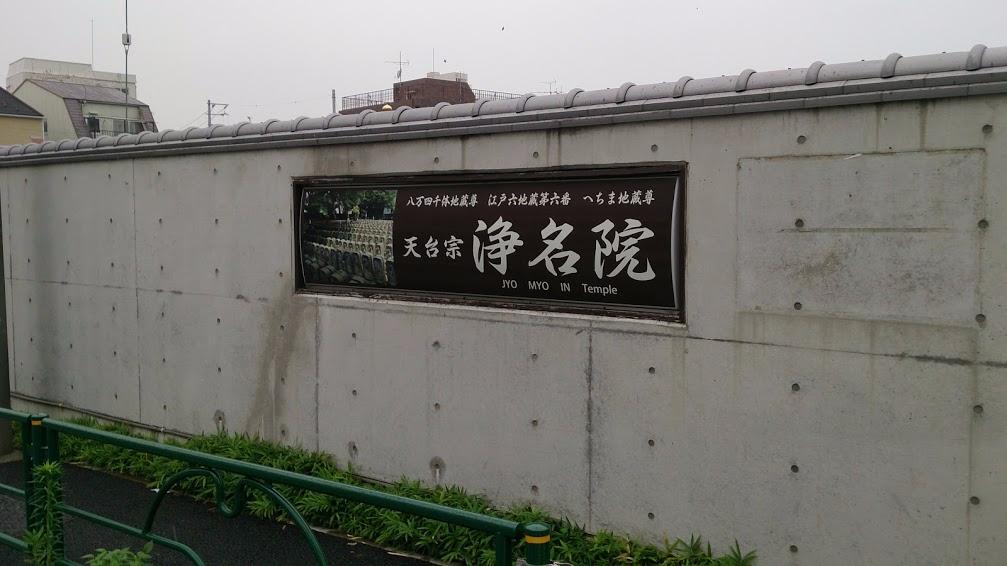 八万四千体地蔵尊 江戸六地蔵第六番 へちま地蔵尊
天台宗 浄名院
JYO MYO IN Temple